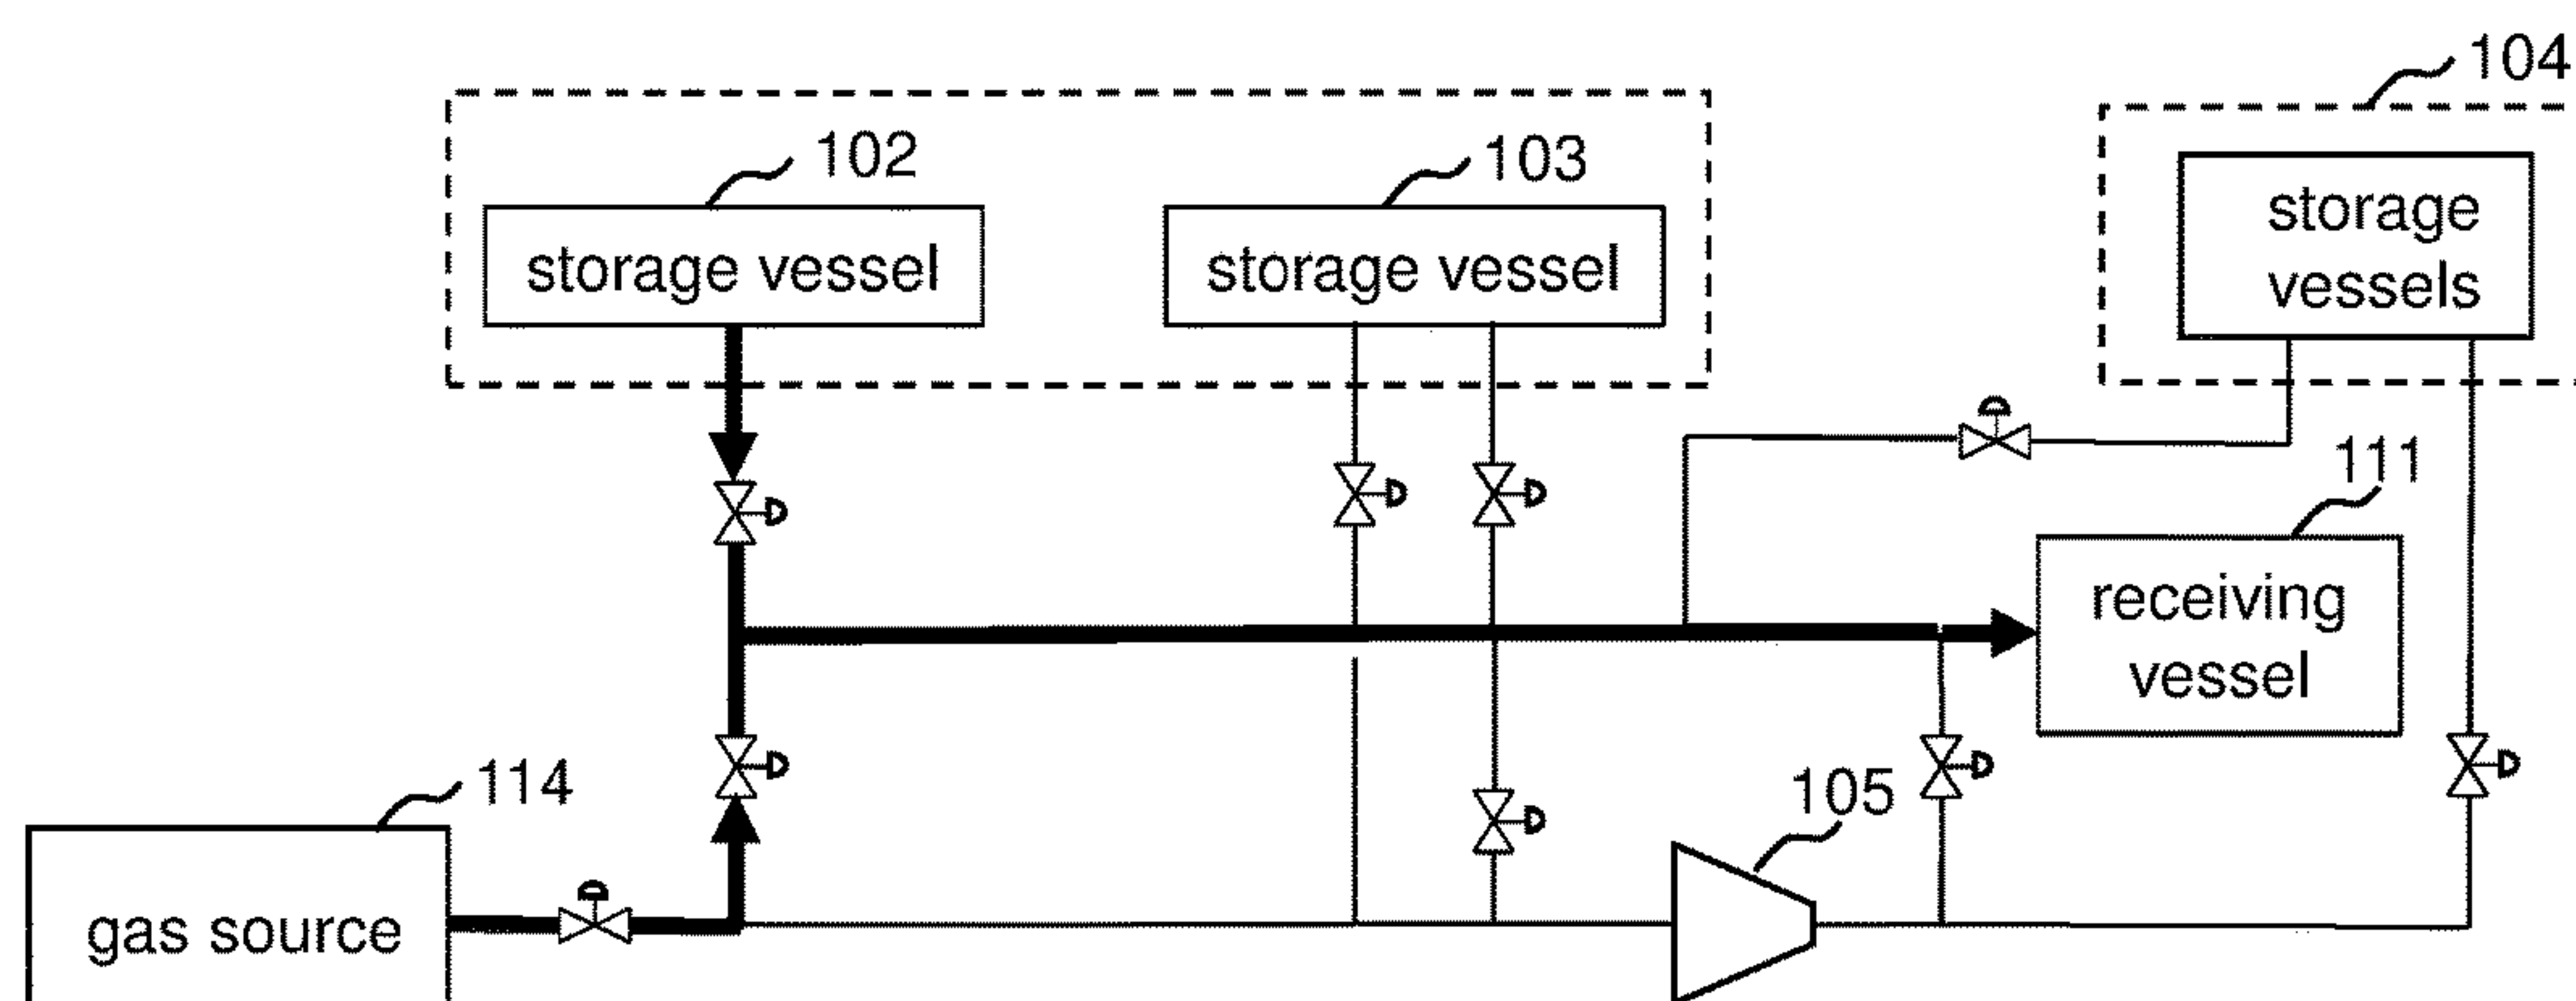 104
102
103
storage vessel
storage vessel
storage
vessels
111
receiving
vessel
114
105
gas source